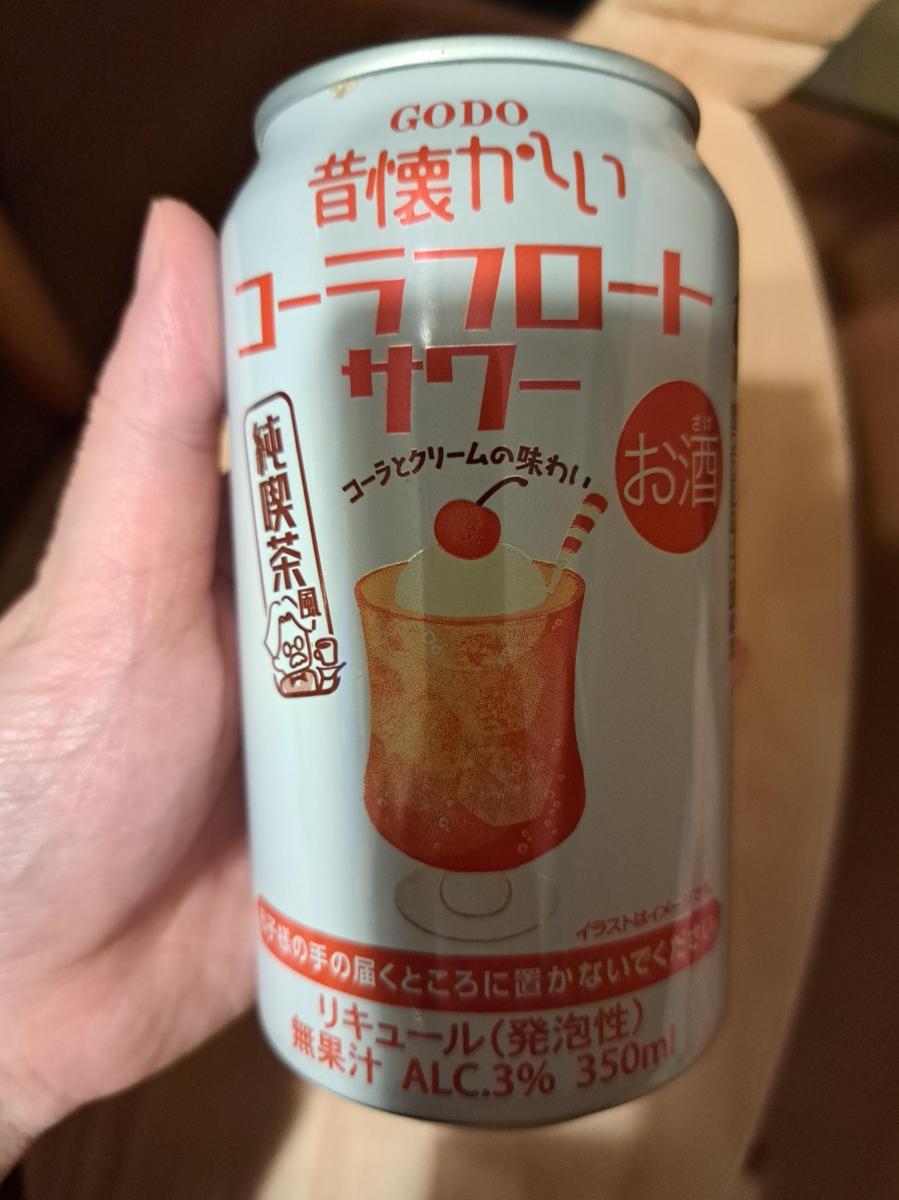 GODO
昔懐かしい
コーラフロート
サワー
純喫茶風
コーラとクリームの味わい
さけ
お酒
イラストはイメージです。
お子様の手の届くところに置かないでください
リキュール(発泡性)
無果汁 ALC.3% 350ml